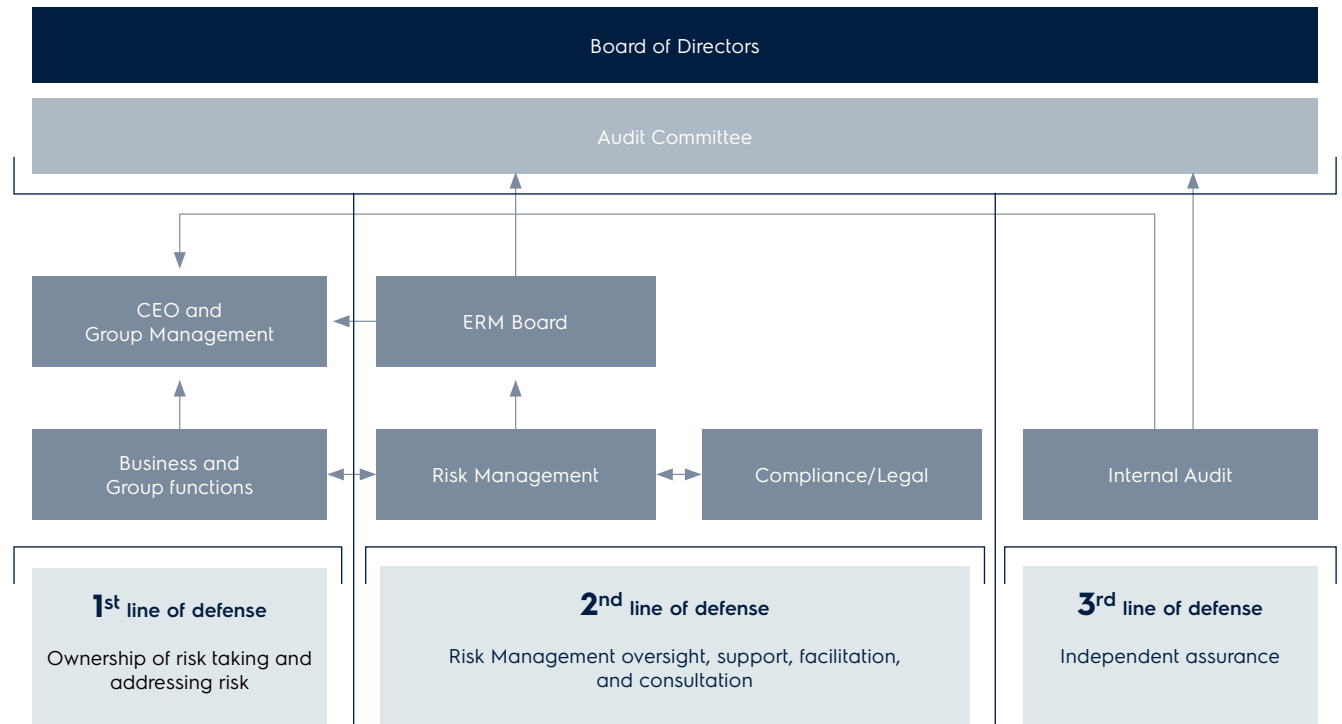 Board of Directors
Audit Committee
CEO and
Group Management
ERM Board
Business and
Group functions
Risk Management
Compliance/Legal
Internal Audit
1st line of defense
Ownership of risk taking and
addressing risk
2nd line of defense
Risk Management oversight, support, facilitation,
and consultation
3rd line of defense
Independent assurance